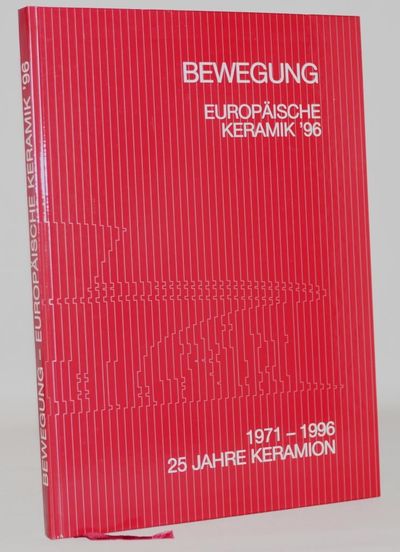 BEWEGUNG
EUROPÄISCHE
KERAMIK '96
1971 – 1996
25 JAHRE KERAMION
BEWEGUNG – EUROPÄISCHE KERAMIK '96